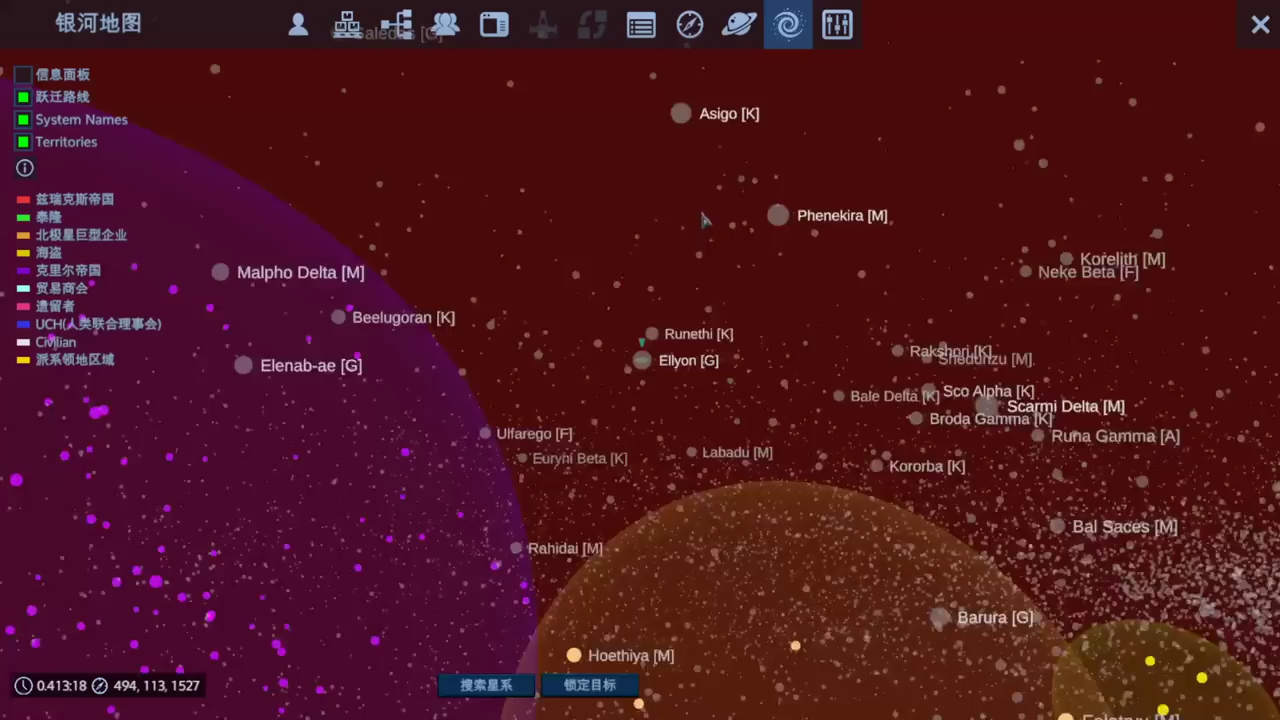 银河地图
Saledas [G]
信息面板
跃迁路线
System Names
Territories
兹瑞克斯帝国
泰隆
北极星巨型企业
海盗
克里尔帝国
贸易商会
遗留者
UCH(人类联合理事会)
Civilian
派系领地区域
Asigo [K]
Phenekira [M]
Korelith [M]
Neke Beta [F]
Malpho Delta [M]
Beelugoran [K]
Runethi [K]
Ellyon [G]
Elenab-ae [G]
Rakshori [K]
Shedunzu [M]
Bale Delta [K]
Sco Alpha [K]
Scarmi Delta [M]
Broda Gamma [K]
Runa Gamma [A]
Ulfarego [F]
Euryni Beta [K]
Labadu [M]
Kororba [K]
Bal Saces [M]
Rahidai [M]
Barura [G]
Hoethiya [M]
0.413:18 494, 113, 1527
搜索星系
锁定目标